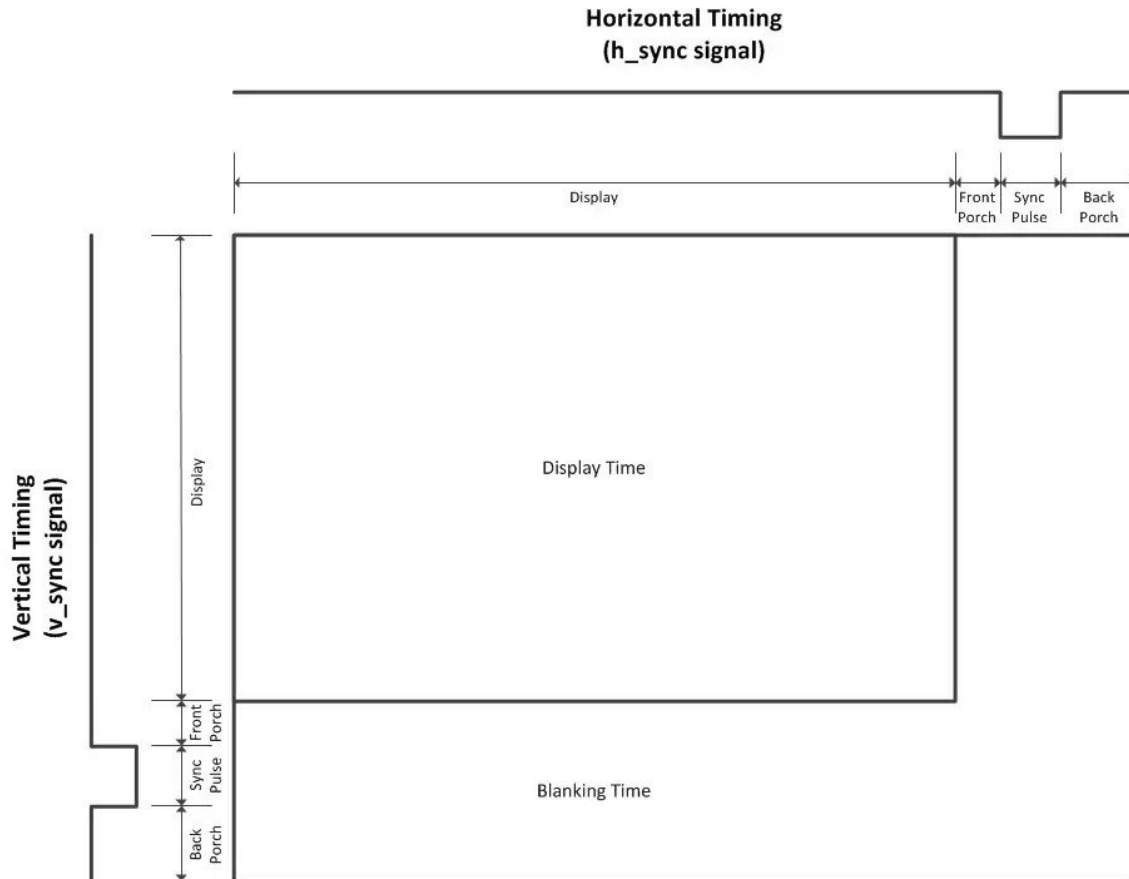 Horizontal Timing
(h_sync signal)
Display
Front
Porch
Sync
Pulse
Back
Porch
Vertical Timing
(v_sync signal)
Display
Display Time
Front
Porch
Sync
Pulse
Blanking Time
Back
Porch